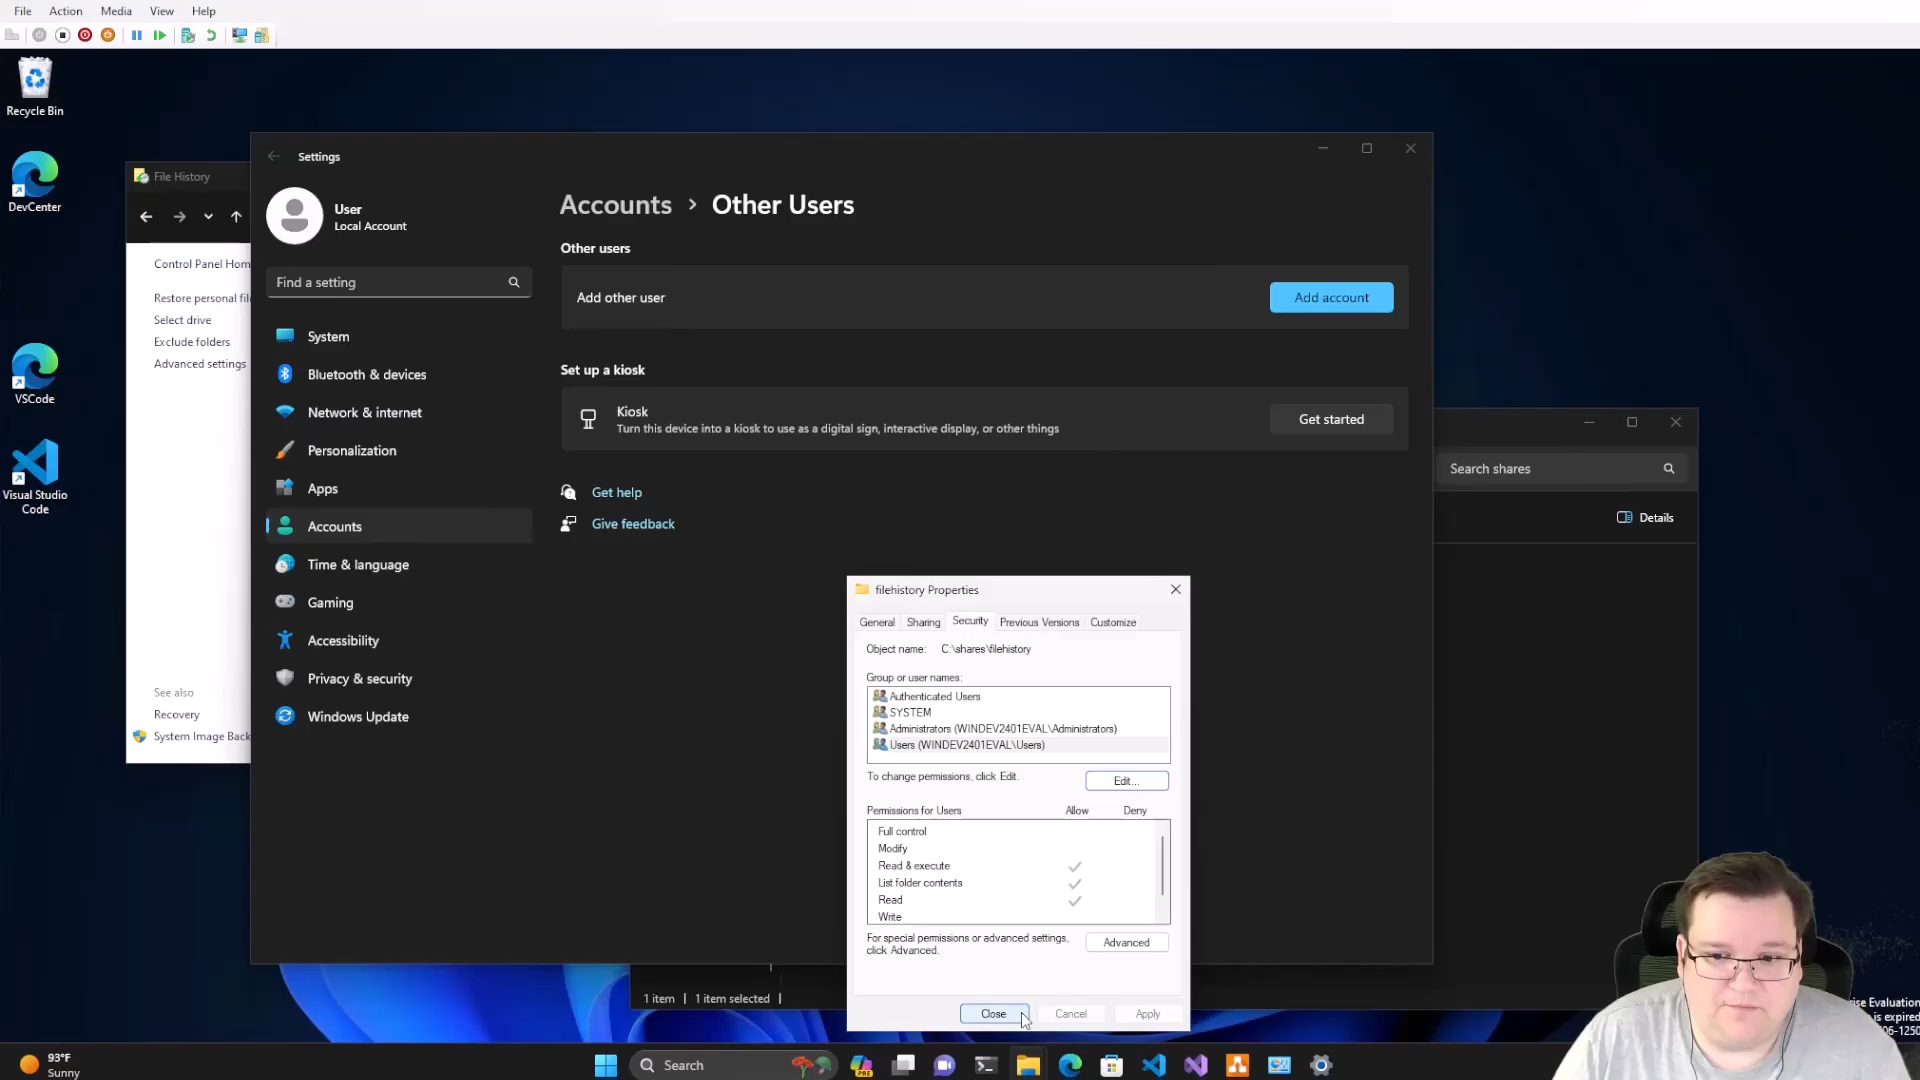 File Action Media View Help
Recycle Bin
DevCenter
VSCode
Visual Studio
Code
File History
Control Panel Hom
Restore personal file
Select drive
Exclude folders
Advanced settings
See also
Recovery
System Image Back
Settings
User
Local Account
Find a setting
System
Bluetooth & devices
Network & internet
Personalization
Apps
Accounts
Time & language
Gaming
Accessibility
Privacy & security
Windows Update
Accounts > Other Users
Other users
Add other user
Add account
Set up a kiosk
Kiosk
Turn this device into a kiosk to use as a digital sign, interactive display, or other things
Get started
Get help
Give feedback
Search shares
Details
filehistory Properties
General Sharing Security Previous Versions Customize
Object name: C:\shares\filehistory
Group or user names:
Authenticated Users
SYSTEM
Administrators (WINDEV2401EVAL\Administrators)
Users (WINDEV2401EVAL\Users)
To change permissions, click Edit.
Edit...
Permissions for Users Allow Deny
Full control
Modify
Read & execute
List folder contents
Read
Write
For special permissions or advanced settings,
click Advanced.
Advanced
Close Cancel Apply
1 item | 1 item selected |
rise Evaluation
is expired
06-1250
93°F
Sunny
Search
PRE